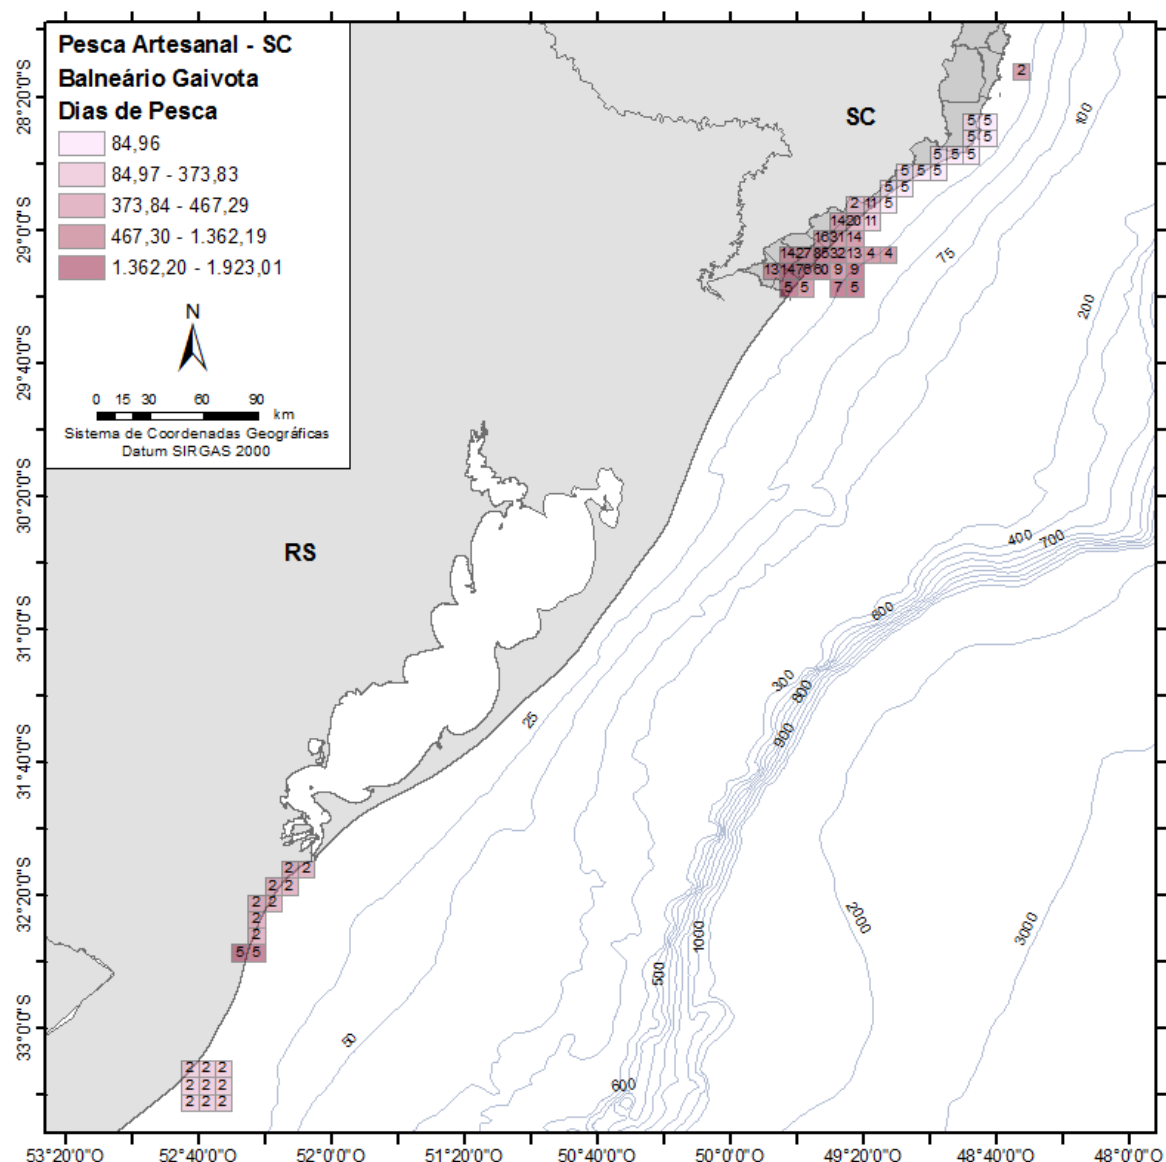 Pesca Artesanal - SC
Balneário Gaivota
Dias de Pesca
84,96
84,97 - 373,83
373,84 - 467,29
467,30 - 1.362,19
1.362,20 - 1.923,01
N
0 15 30 60 90
km
Sistema de Coordenadas Geográficas
Datum SIRGAS 2000
SC
RS
28°20'0"S
29°0'0"S
29°40'0"S
30°20'0"S
31°0'0"S
31°40'0"S
32°20'0"S
33°0'0"S
2
5 5
5 5
5 5 5
5 5 5
5 5
2 11 5
14 20 11
16 31 14
14 27 85 32 13 4 4
13 14 76 60 9 9
5 5 7 5
100
75
200
400
700
600
300
800
900
25
2 2
2 2
2 2
2
2
5 5
50
500
1000
2000
3000
600
2 2 2
2 2 2
2 2 2
53°20'0"O 52°40'0"O 52°0'0"O 51°20'0"O 50°40'0"O 50°0'0"O 49°20'0"O 48°40'0"O 48°0'0"O